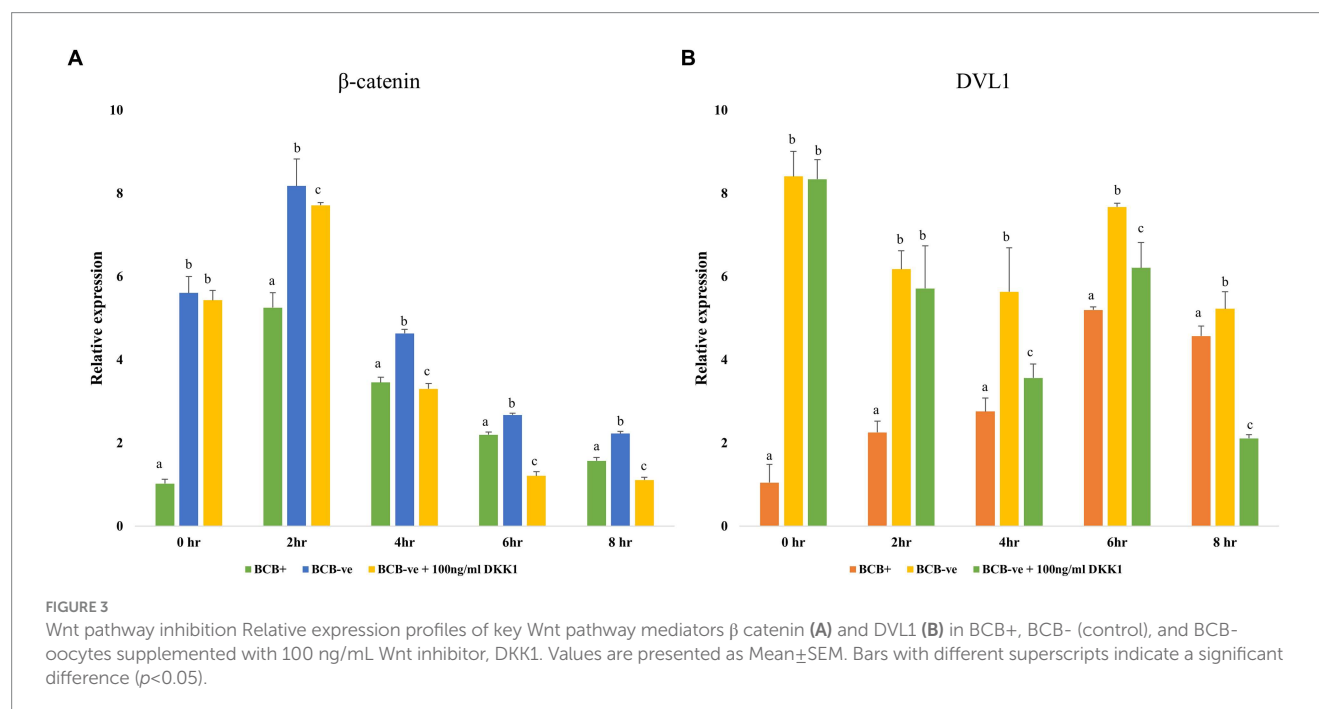 A
β-catenin
Relative expression
10
8
6
4
2
0
a
b
b
a
b
c
a
b
c
a
b
c
a
b
c
0 hr
2hr
4hr
6hr
8 hr
BCB+
BCB-ve
BCB-ve + 100ng/ml DKK1
B
DVL1
Relative expression
10
8
6
4
2
0
a
b
b
a
b
b
a
b
c
a
b
c
a
b
c
0 hr
2hr
4hr
6hr
8 hr
BCB+
BCB-ve
BCB-ve + 100ng/ml DKK1
FIGURE 3
Wnt pathway inhibition Relative expression profiles of key Wnt pathway mediators β catenin (A) and DVL1 (B) in BCB+, BCB- (control), and BCB-
oocytes supplemented with 100 ng/mL Wnt inhibitor, DKK1. Values are presented as Mean±SEM. Bars with different superscripts indicate a significant
difference (p<0.05).